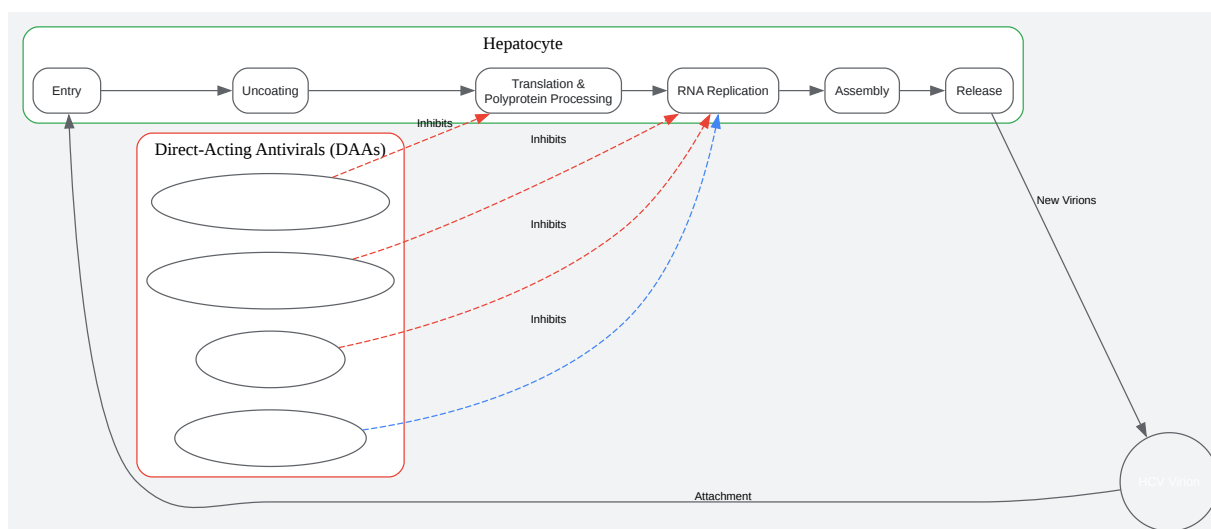 Hepatocyte
Entry
Uncoating
Translation &
Polyprotein Processing
RNA Replication
Assembly
Release
Inhibits
Inhibits
Direct-Acting Antivirals (DAAs)
New Virions
Inhibits
Inhibits
HCV Virion
Attachment